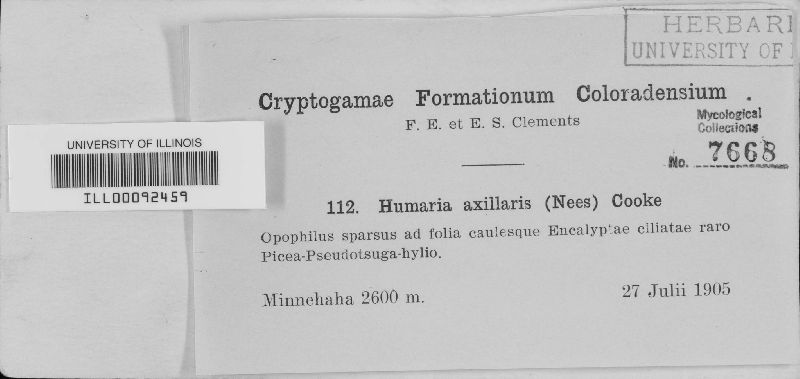 HERBARI
UNIVERSITY OF
Cryptogamae Formationum Coloradensium .
F. E. et E. S. Clements
Mycological
Collections
No. 7668
UNIVERSITY OF ILLINOIS
ILL00092459
112. Humaria axillaris (Nees) Cooke
Opophilus sparsus ad folia caulesque Encalyptae ciliatae raro
Picea-Pseudotsuga-hylio.
Minnehaha 2600 m.
27 Julii 1905